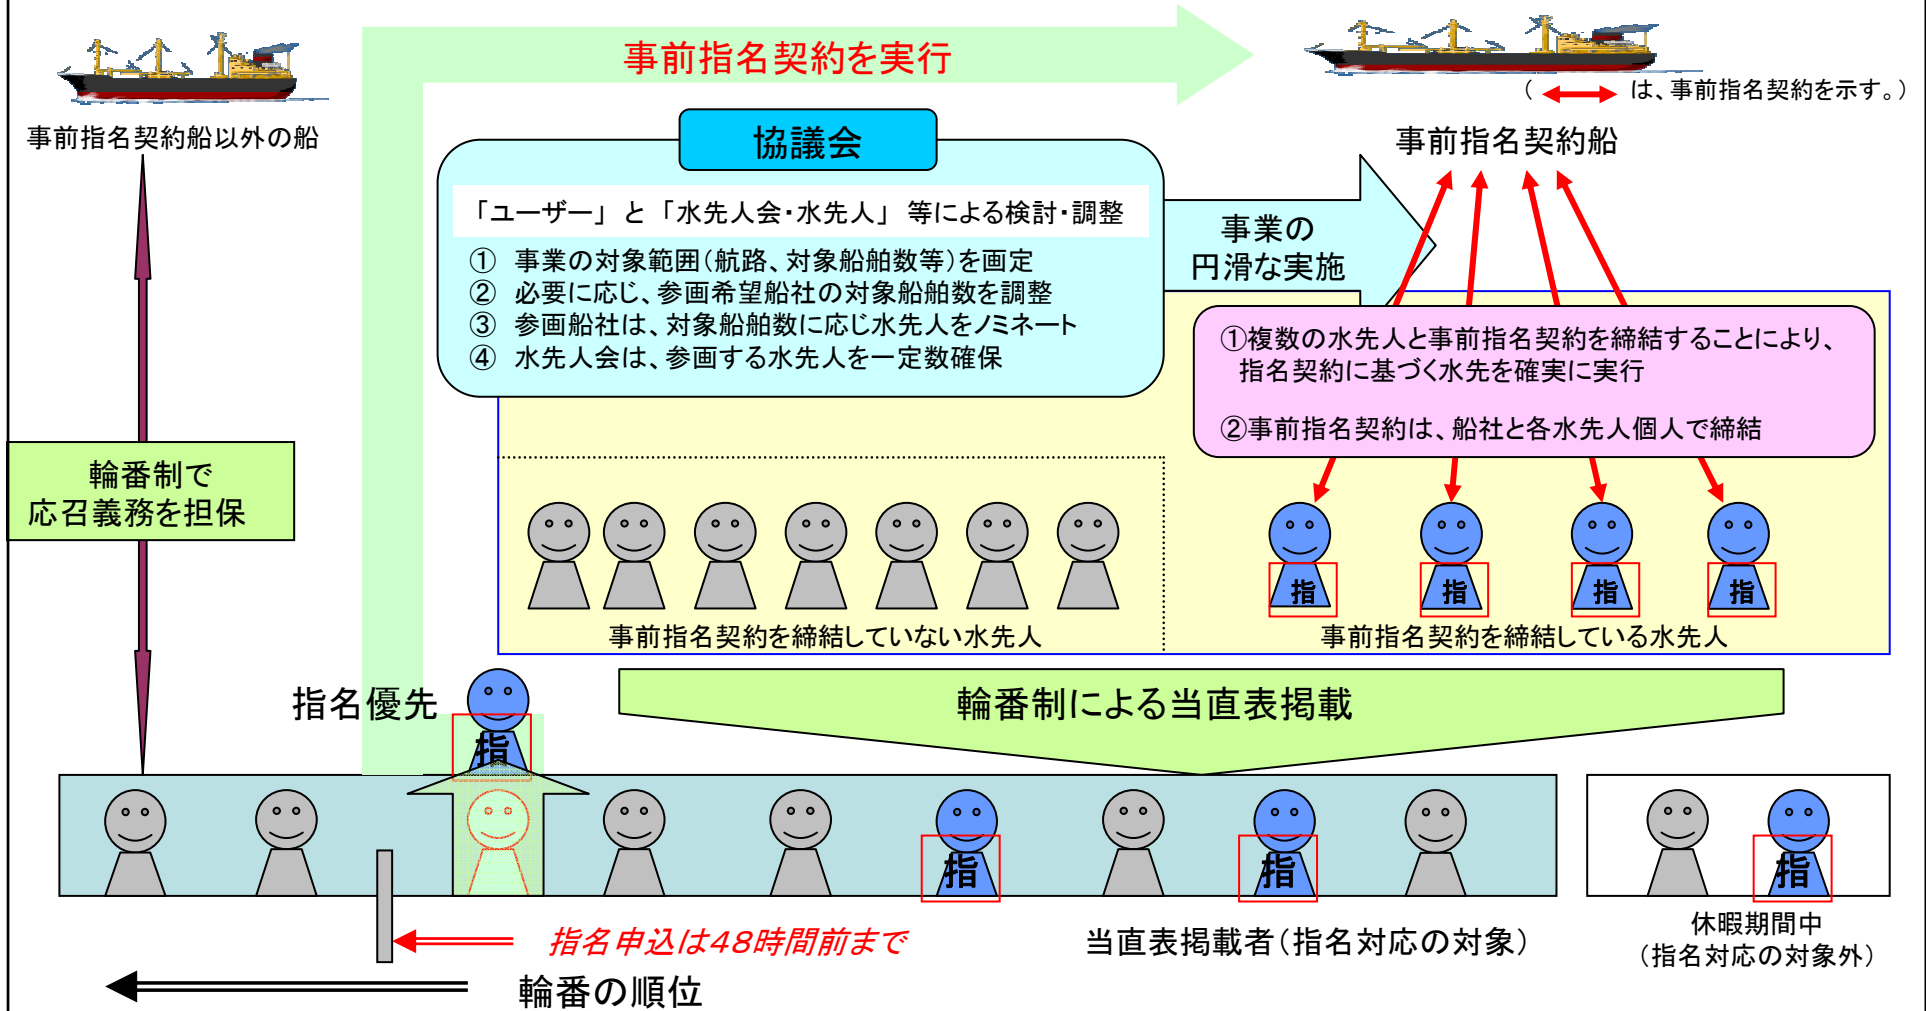 事前指名契約を実行
(
は、事前指名契約を示す。)
事前指名契約船以外の船
事前指名契約船
協議会
「ユーザー」 と 「水先人会・水先人」 等による検討・調整
① 事業の対象範囲(航路、対象船舶数等)を画定
② 必要に応じ、参画希望船社の対象船舶数を調整
③ 参画船社は、対象船舶数に応じ水先人をノミネート
④ 水先人会は、参画する水先人を一定数確保
事業の
円滑な実施
①複数の水先人と事前指名契約を締結することにより、
指名契約に基づく水先を確実に実行
②事前指名契約は、船社と各水先人個人で締結
輪番制で
応召義務を担保
指
指
指
指
事前指名契約を締結していない水先人
事前指名契約を締結している水先人
指名優先
指
輪番制による当直表掲載
指
指
指
指名申込は48時間前まで
当直表掲載者(指名対応の対象)
休暇期間中
(指名対応の対象外)
輪番の順位